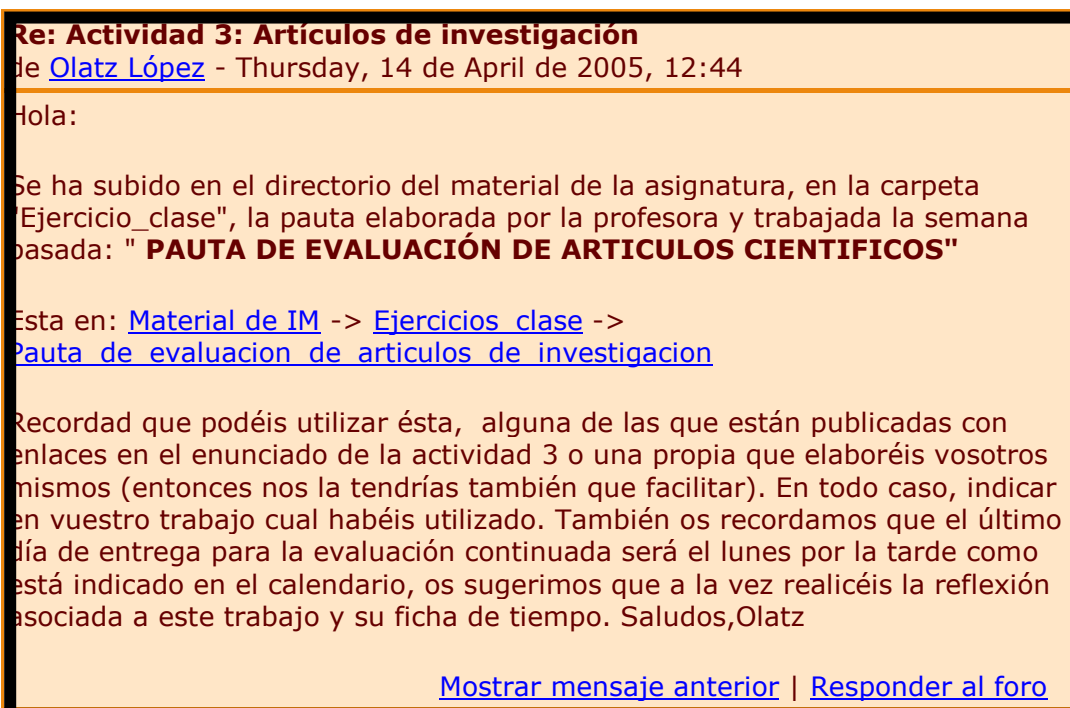 Re: Actividad 3: Artículos de investigación
de Olatz López - Thursday, 14 de April de 2005, 12:44
Hola:
Se ha subido en el directorio del material de la asignatura, en la carpeta
"Ejercicio_clase", la pauta elaborada por la profesora y trabajada la semana
pasada: " PAUTA DE EVALUACIÓN DE ARTICULOS CIENTIFICOS"
Esta en: Material de IM -> Ejercicios_clase ->
Pauta_de_evaluacion_de_articulos_de_investigacion
Recordad que podéis utilizar ésta, alguna de las que están publicadas con
enlaces en el enunciado de la actividad 3 o una propia que elaboréis vosotros
mismos (entonces nos la tendrías también que facilitar). En todo caso, indicar
en vuestro trabajo cual habéis utilizado. También os recordamos que el último
día de entrega para la evaluación continuada será el lunes por la tarde como
está indicado en el calendario, os sugerimos que a la vez realicéis la reflexión
asociada a este trabajo y su ficha de tiempo. Saludos,Olatz
Mostrar mensaje anterior | Responder al foro